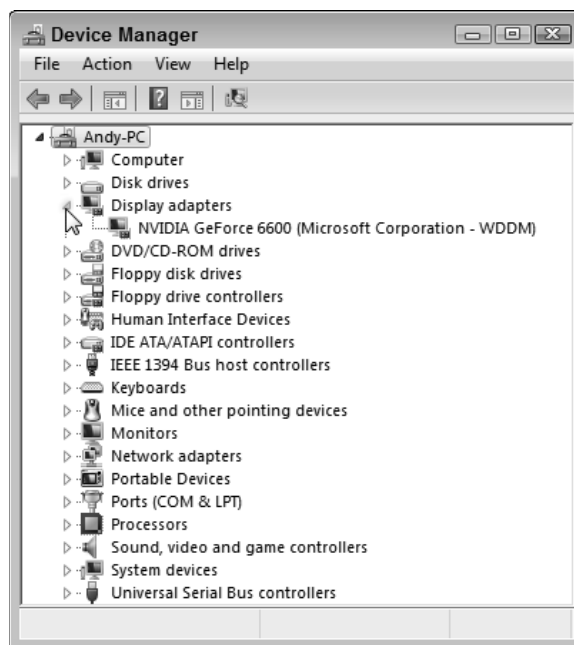 Device Manager
File Action View Help
Andy-PC
Computer
Disk drives
Display adapters
NVIDIA GeForce 6600 (Microsoft Corporation - WDDM)
DVD/CD-ROM drives
Floppy disk drives
Floppy drive controllers
Human Interface Devices
IDE ATA/ATAPI controllers
IEEE 1394 Bus host controllers
Keyboards
Mice and other pointing devices
Monitors
Network adapters
Portable Devices
Ports (COM & LPT)
Processors
Sound, video and game controllers
System devices
Universal Serial Bus controllers